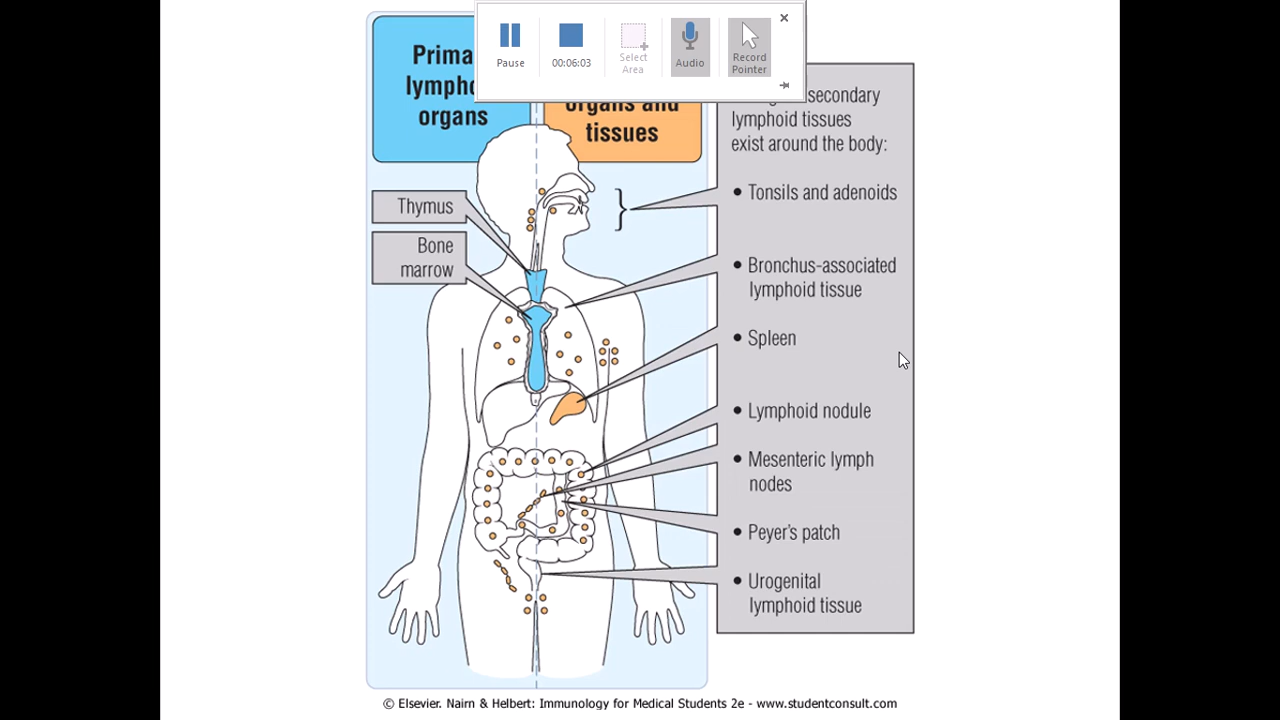 Pause
00:06:03
Select
Area
Audio
Record
Pointer
organs
organs and
tissues
Thymus
Bone
marrow
secondary
lymphoid tissues
exist around the body:
• Tonsils and adenoids
• Bronchus-associated
lymphoid tissue
• Spleen
• Lymphoid nodule
• Mesenteric lymph
nodes
• Peyer's patch
• Urogenital
lymphoid tissue
© Elsevier. Nairn & Helbert: Immunology for Medical Students 2e - www.studentconsult.com